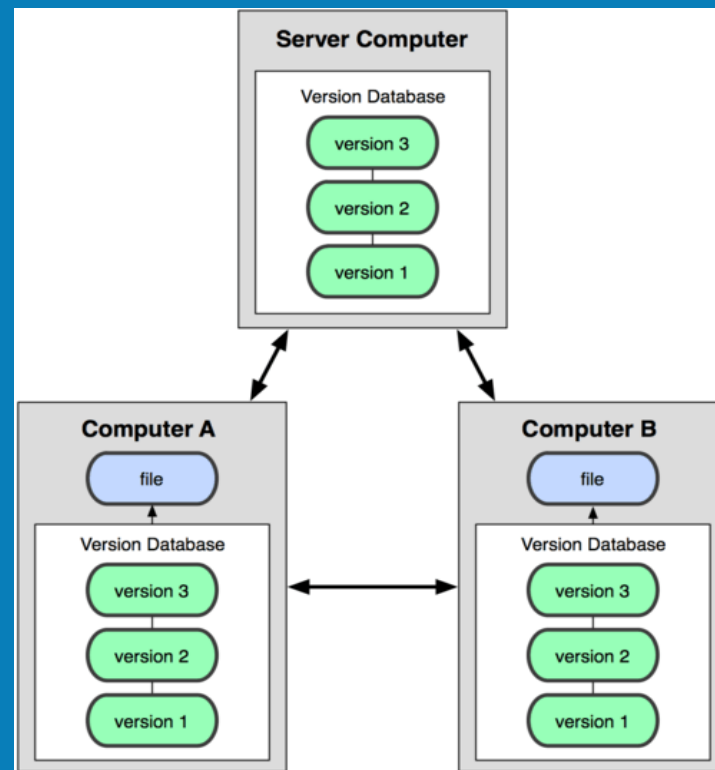 Server Computer
Version Database
version 3
version 2
version 1
Computer A
file
Version Database
version 3
version 2
version 1
Computer B
file
Version Database
version 3
version 2
version 1